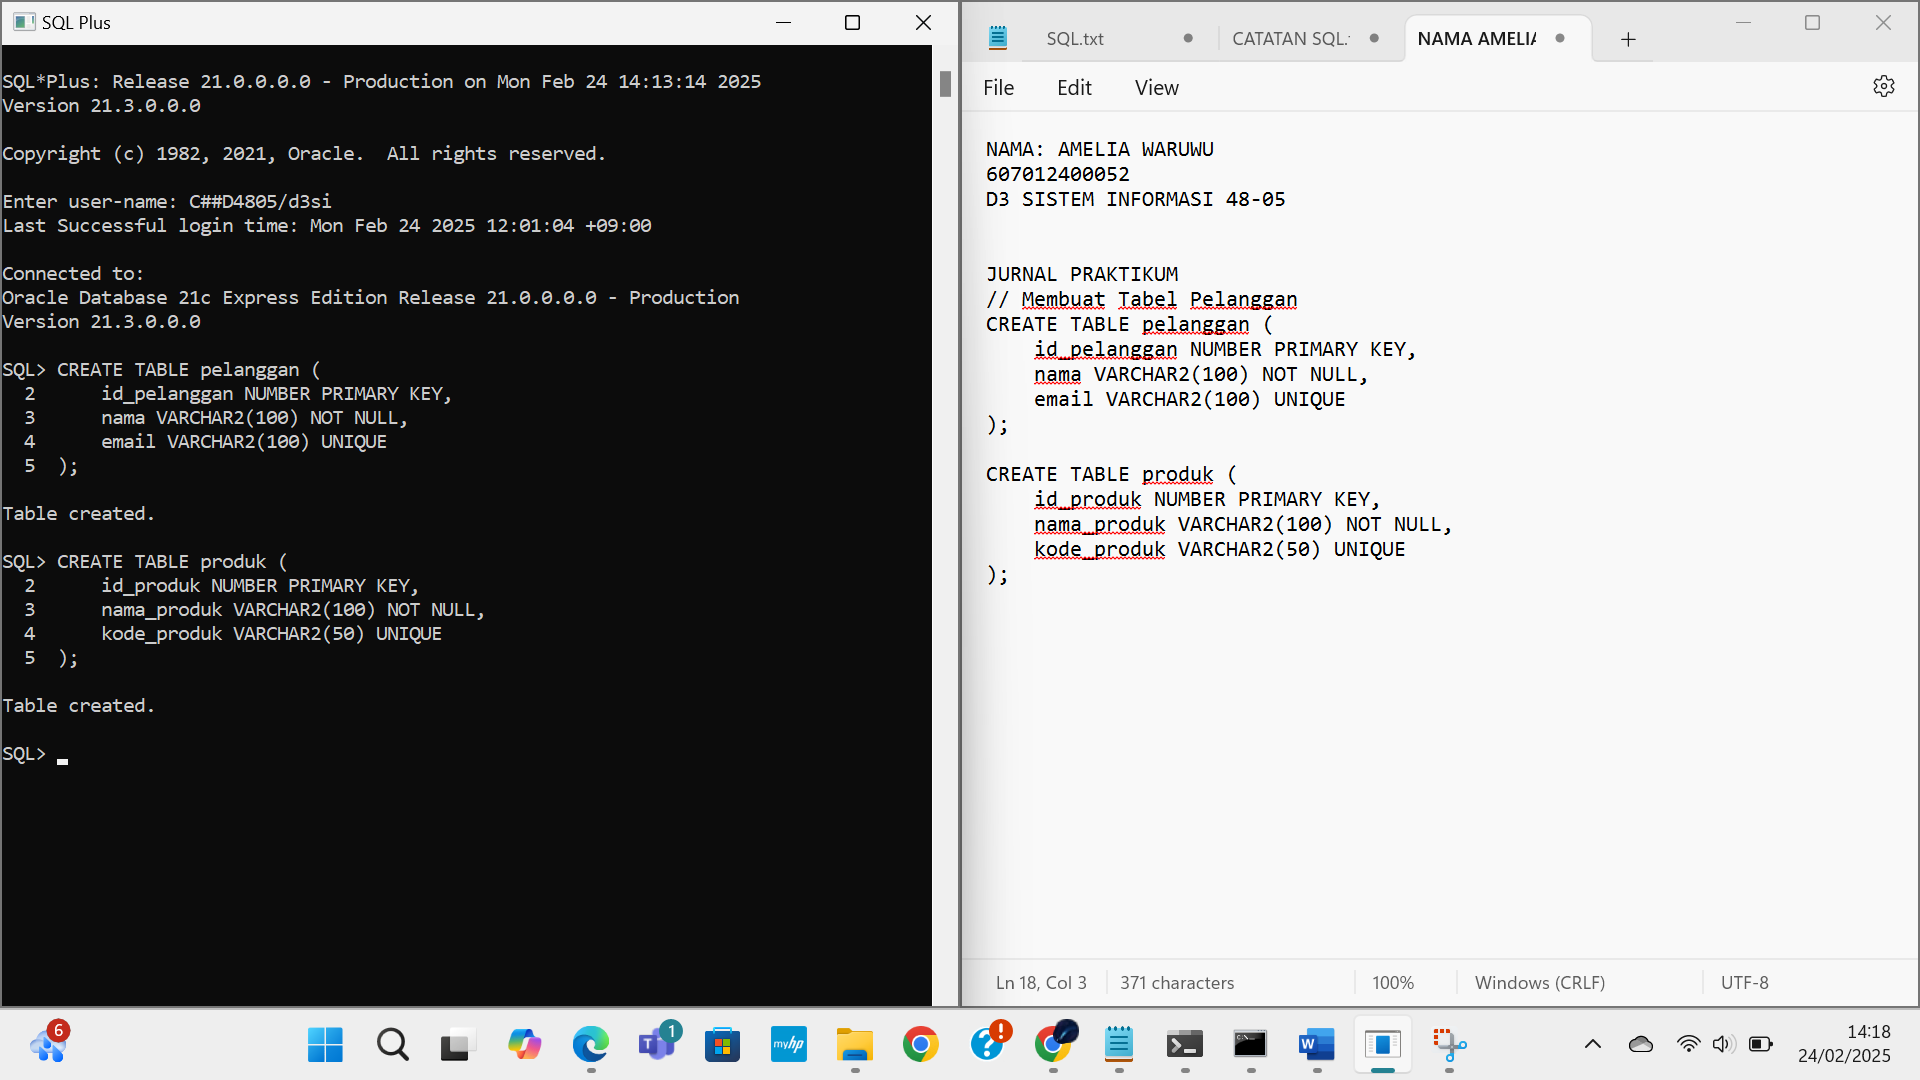 SQL Plus
SQL*Plus: Release 21.0.0.0.0 - Production on Mon Feb 24 14:13:14 2025
Version 21.3.0.0.0
Copyright (c) 1982, 2021, Oracle.  All rights reserved.
Enter user-name: C##D4805/d3si
Last Successful login time: Mon Feb 24 2025 12:01:04 +09:00
Connected to:
Oracle Database 21c Express Edition Release 21.0.0.0.0 - Production
Version 21.3.0.0.0
SQL> CREATE TABLE pelanggan (
  2      id_pelanggan NUMBER PRIMARY KEY,
  3      nama VARCHAR2(100) NOT NULL,
  4      email VARCHAR2(100) UNIQUE
  5  );
Table created.
SQL> CREATE TABLE produk (
  2      id_produk NUMBER PRIMARY KEY,
  3      nama_produk VARCHAR2(100) NOT NULL,
  4      kode_produk VARCHAR2(50) UNIQUE
  5  );
Table created.
SQL>
SQL.txt
CATATAN SQL.
NAMA AMELIA
File Edit View
NAMA: AMELIA WARUWU
607012400052
D3 SISTEM INFORMASI 48-05
JURNAL PRAKTIKUM
// Membuat Tabel Pelanggan
CREATE TABLE pelanggan (
    id_pelanggan NUMBER PRIMARY KEY,
    nama VARCHAR2(100) NOT NULL,
    email VARCHAR2(100) UNIQUE
);
CREATE TABLE produk (
    id_produk NUMBER PRIMARY KEY,
    nama_produk VARCHAR2(100) NOT NULL,
    kode_produk VARCHAR2(50) UNIQUE
);
Ln 18, Col 3 371 characters 100% Windows (CRLF) UTF-8
6
T
1
myhp
W
14:18
24/02/2025